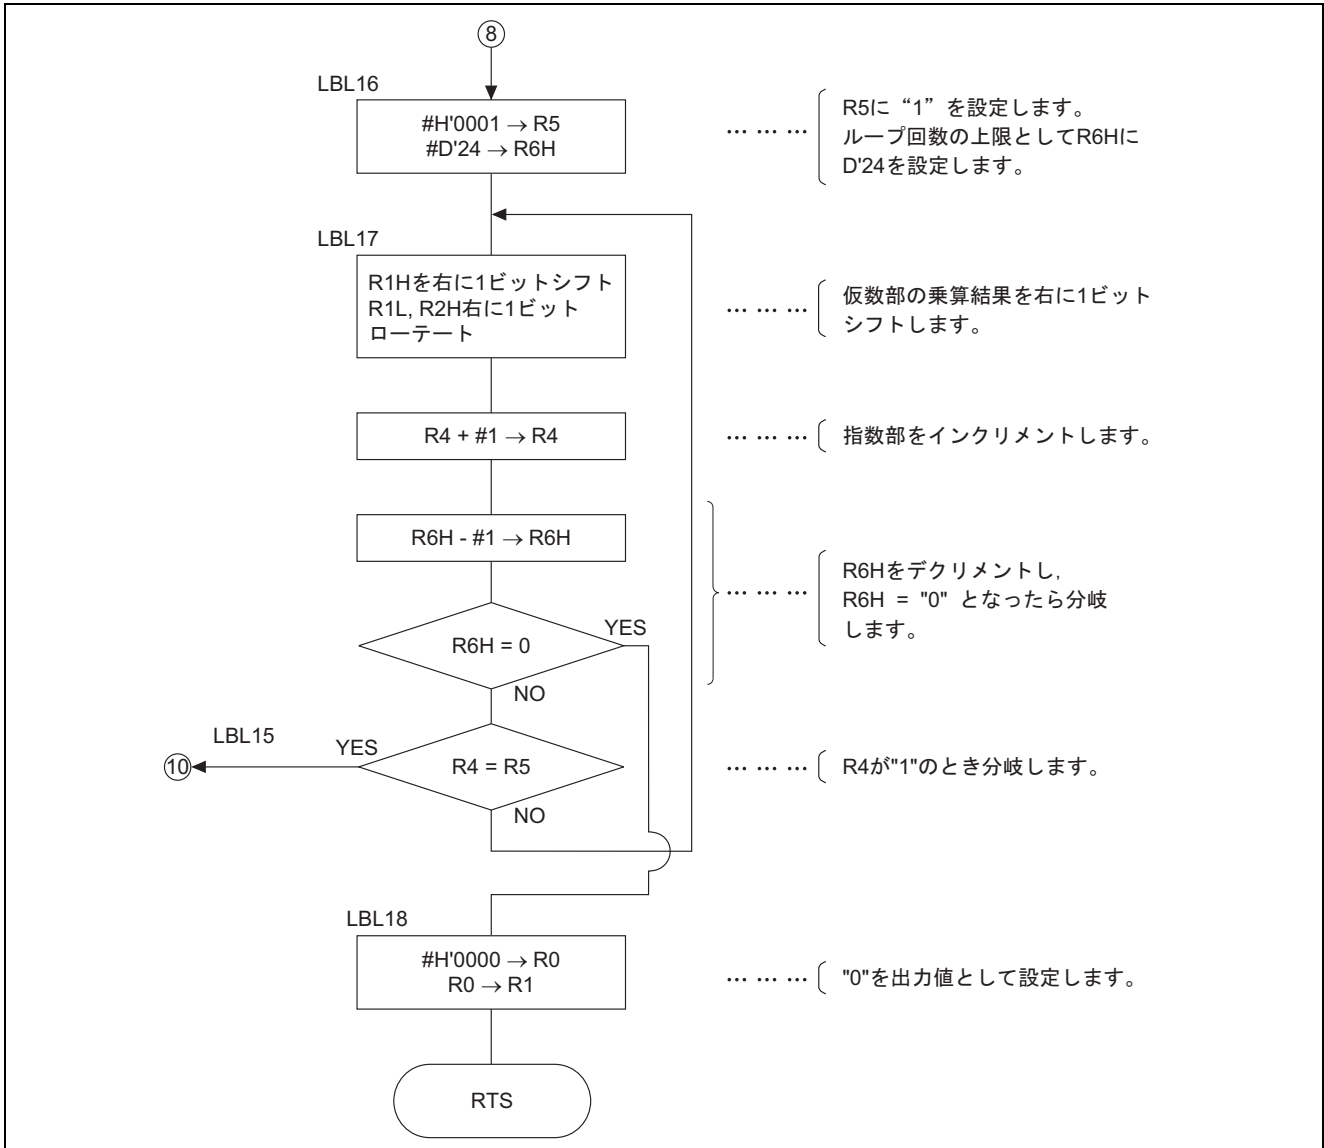 8
LBL16
#H'0001 → R5
#D'24 → R6H
… … …
R5に“1”を設定します。
ループ回数の上限としてR6Hに
D'24を設定します。
LBL17
R1Hを右に1ビットシフト
R1L, R2H右に1ビット
ローテート
… … …
仮数部の乗算結果を右に1ビット
シフトします。
R4 + #1 → R4
… … …
指数部をインクリメントします。
R6H - #1 → R6H
… … …
R6Hをデクリメントし,
R6H = "0" となったら分岐
します。
R6H = 0
YES
NO
LBL15
10
YES
R4 = R5
NO
… … …
R4が"1"のとき分岐します。
LBL18
#H'0000 → R0
R0 → R1
… … …
"0"を出力値として設定します。
RTS